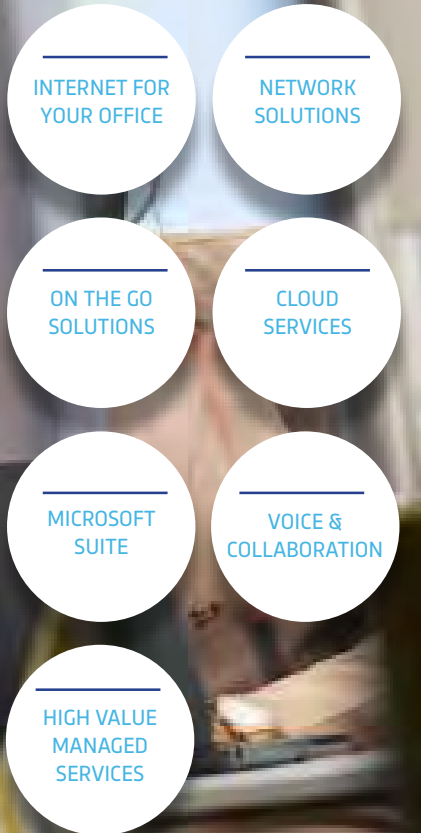 INTERNET FOR
YOUR OFFICE
NETWORK
SOLUTIONS
ON THE GO
SOLUTIONS
CLOUD
SERVICES
MICROSOFT
SUITE
VOICE &
COLLABORATION
HIGH VALUE
MANAGED
SERVICES